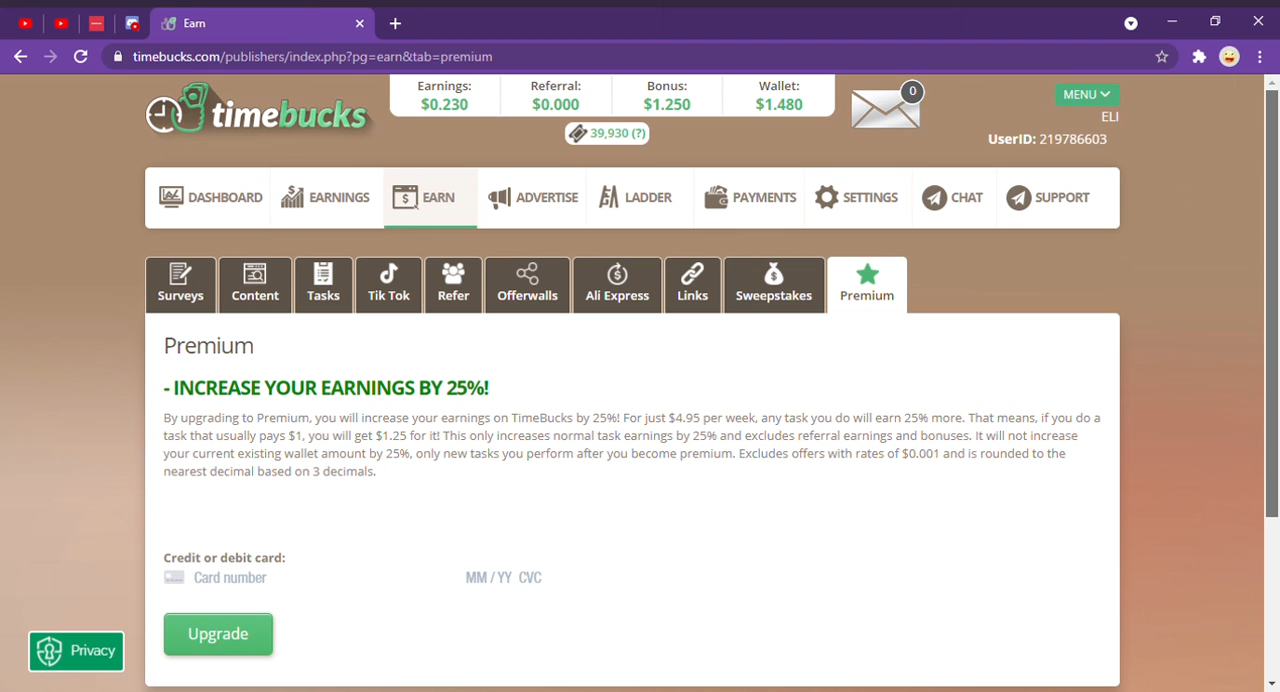 Earn
timebucks.com/publishers/index.php?pg=earn&tab=premium
timebucks
Earnings: Referral: Bonus: Wallet:
$0.230 $0.000 $1.250 $1.480
39,930 (?)
0
MENU
ELI
UserID: 219786603
DASHBOARD EARNINGS EARN ADVERTISE LADDER PAYMENTS SETTINGS CHAT SUPPORT
Surveys Content Tasks Tik Tok Refer Offerwalls Ali Express Links Sweepstakes Premium
Premium
- INCREASE YOUR EARNINGS BY 25%!
By upgrading to Premium, you will increase your earnings on TimeBucks by 25%! For just $4.95 per week, any task you do will earn 25% more. That means, if you do a
task that usually pays $1, you will get $1.25 for it! This only increases normal task earnings by 25% and excludes referral earnings and bonuses. It will not increase
your current existing wallet amount by 25%, only new tasks you perform after you become premium. Excludes offers with rates of $0.001 and is rounded to the
nearest decimal based on 3 decimals.
Credit or debit card:
Card number MM / YY CVC
Upgrade
Privacy